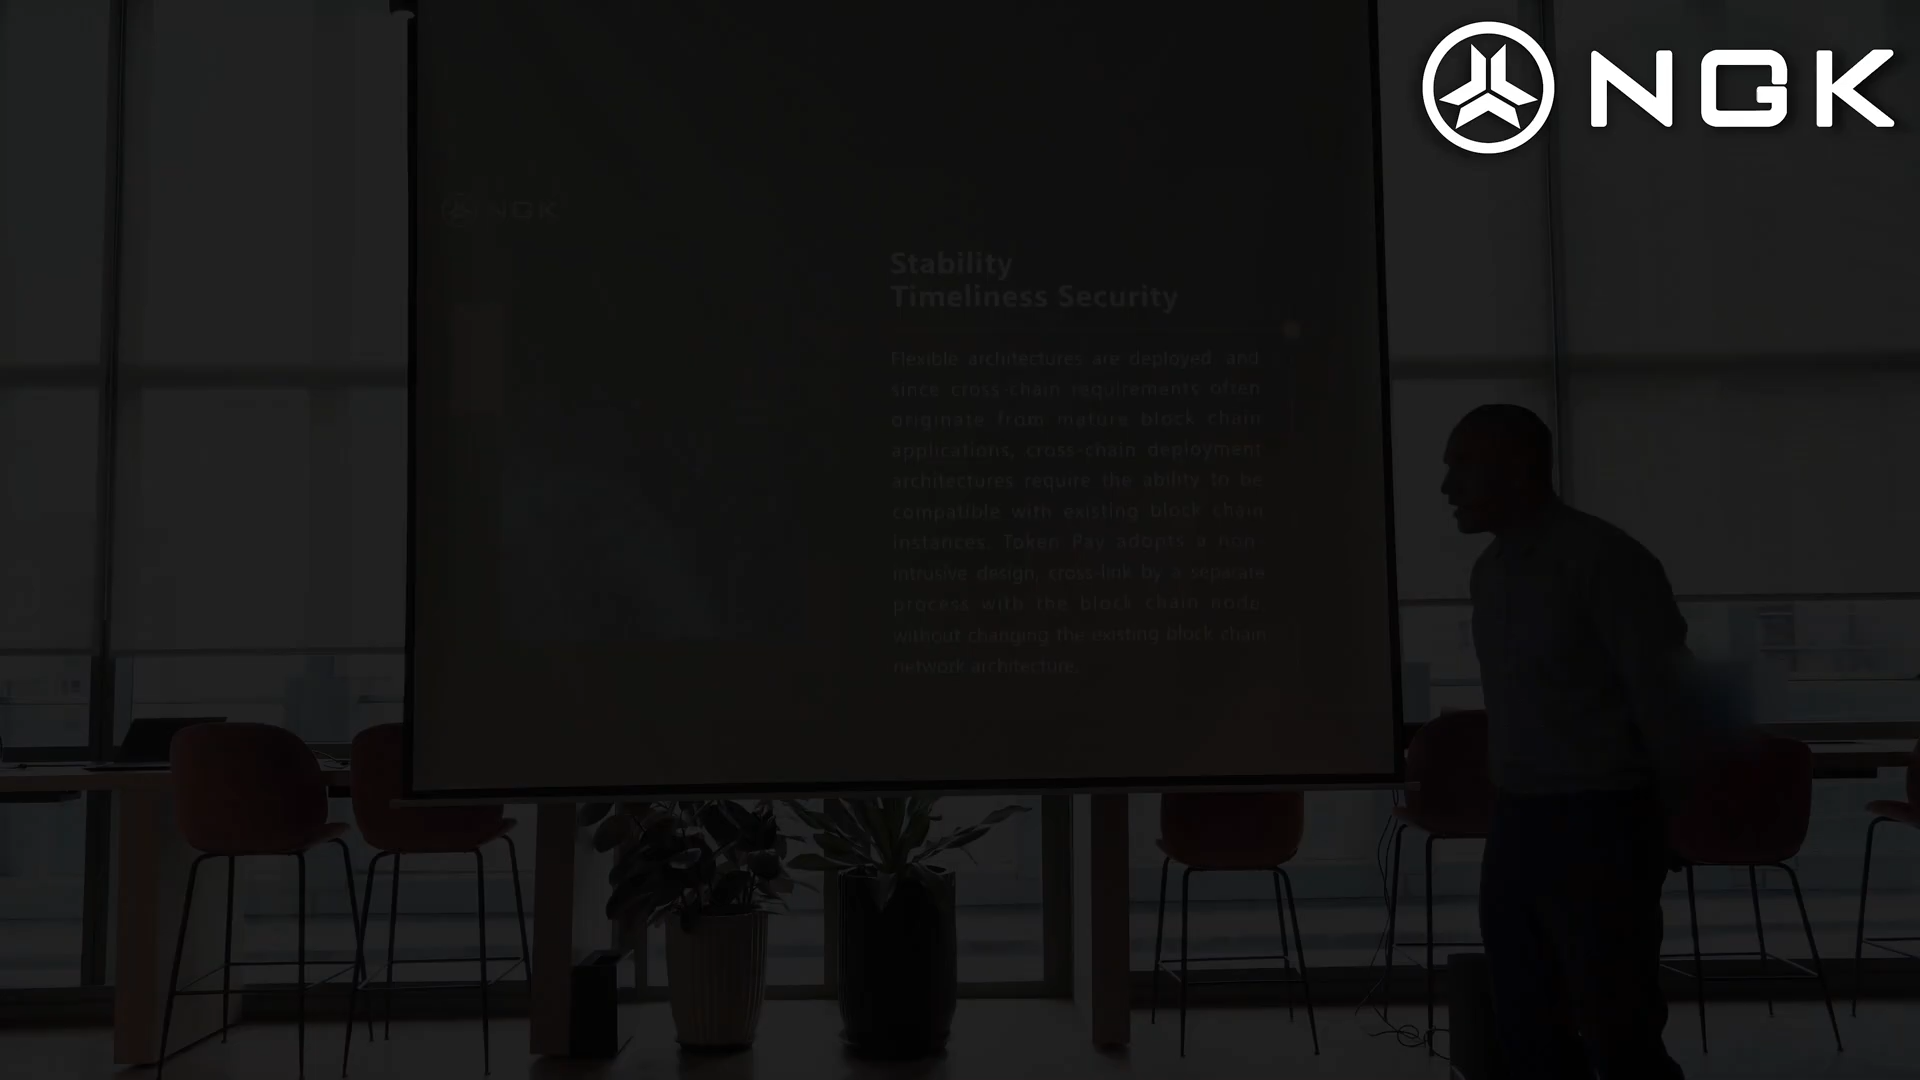 NGK
NGK
Stability
Timeliness Security
Flexible architectures are deployed and
since cross-chain requirements often
originate from mature block chain
applications, cross-chain deployment
architectures require the ability to be
compatible with existing block chain
instances. Token Pay adopts a non-
intrusive design, cross-link by a separate
process with the block chain node,
without changing the existing block chain
network architecture.